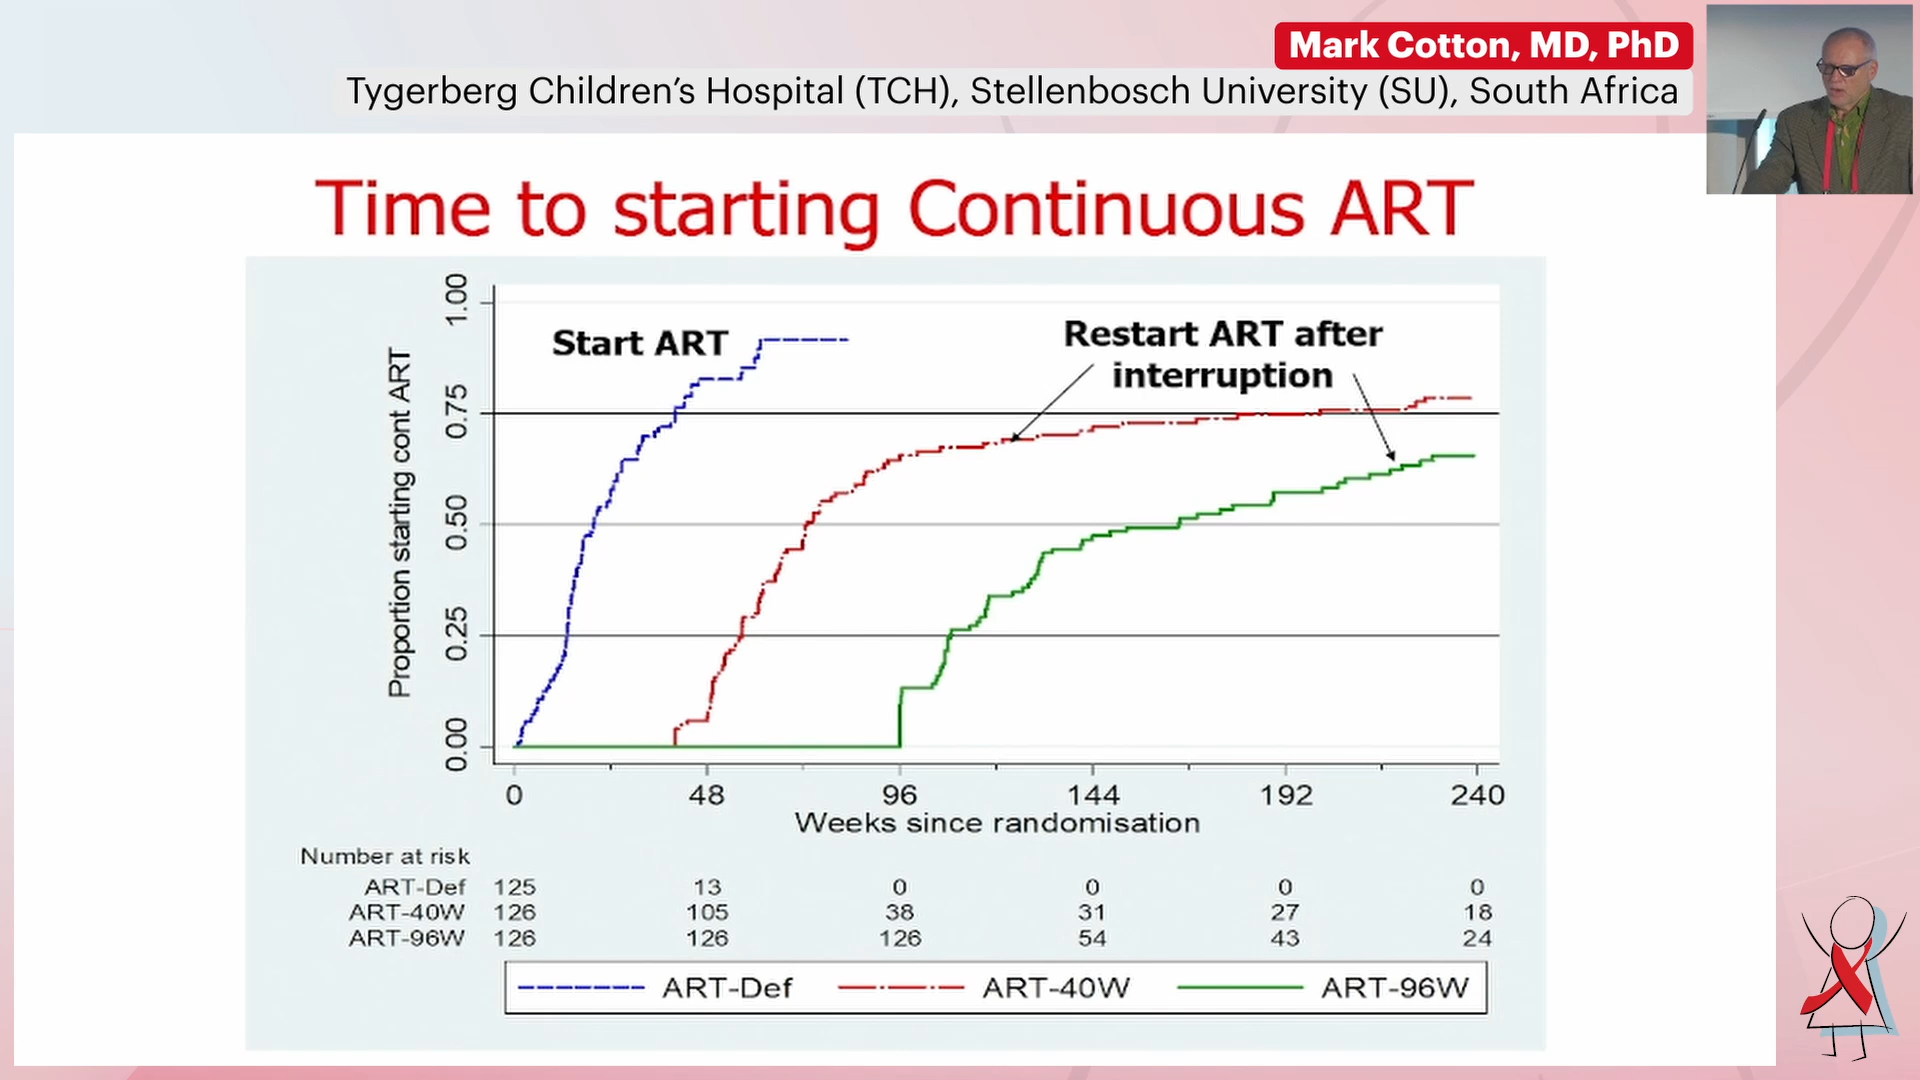 Mark Cotton, MD, PhD
Tygerberg Children's Hospital (TCH), Stellenbosch University (SU), South Africa
Time to starting Continuous ART
Proportion starting cont ART
1.00
0.75
0.50
0.25
0.00
Start ART
Restart ART after
interruption
0 48 96 144 192 240
Weeks since randomisation
Number at risk
ART-Def 125 13 0 0 0 0
ART-40W 126 105 38 31 27 18
ART-96W 126 126 126 54 43 24
ART-Def ART-40W ART-96W